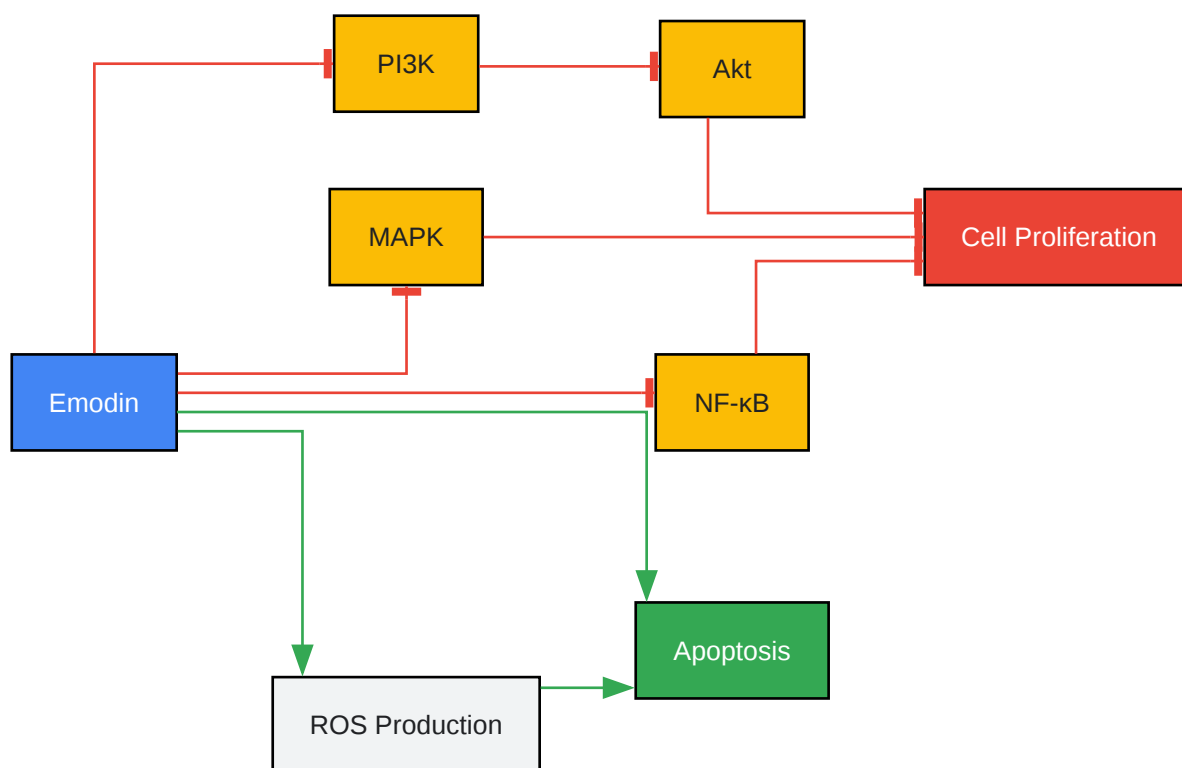 PI3K
Akt
MAPK
Cell Proliferation
Emodin
NF-κB
Apoptosis
ROS Production